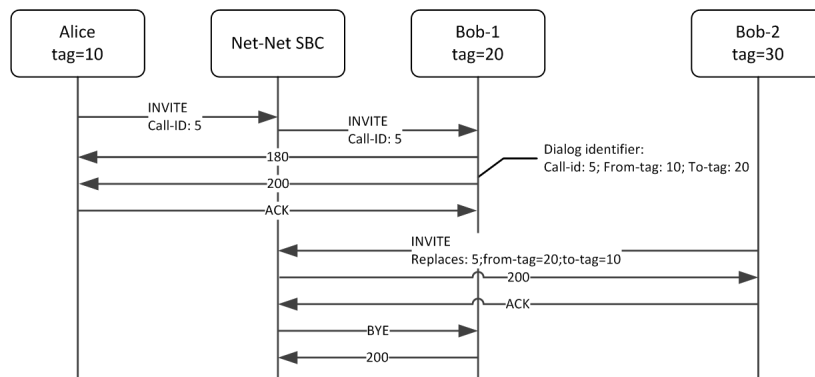 Alice
tag=10
Net-Net SBC
Bob-1
tag=20
Bob-2
tag=30
INVITE
Call-ID: 5
INVITE
Call-ID: 5
180
Dialog identifier:
Call-id: 5; From-tag: 10; To-tag: 20
200
ACK
INVITE
Replaces: 5;from-tag=20;to-tag=10
200
ACK
BYE
200